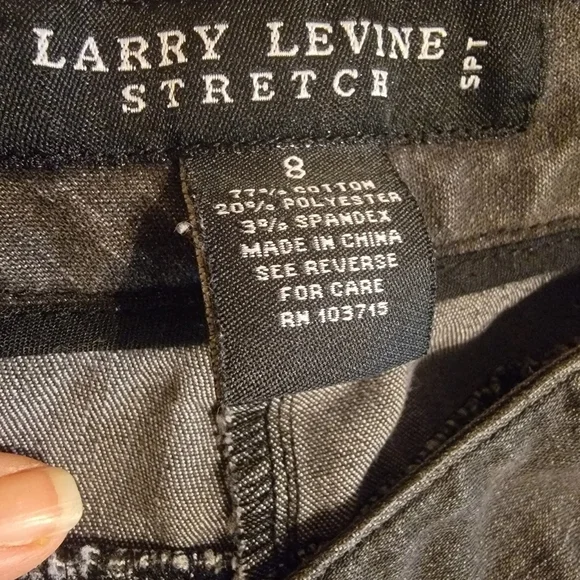 LARRY LEVINE
STRETCH
SPT
8
77% COTTON
20% POLYESTER
3% SPANDEX
MADE IN CHINA
SEE REVERSE
FOR CARE
RN 103715